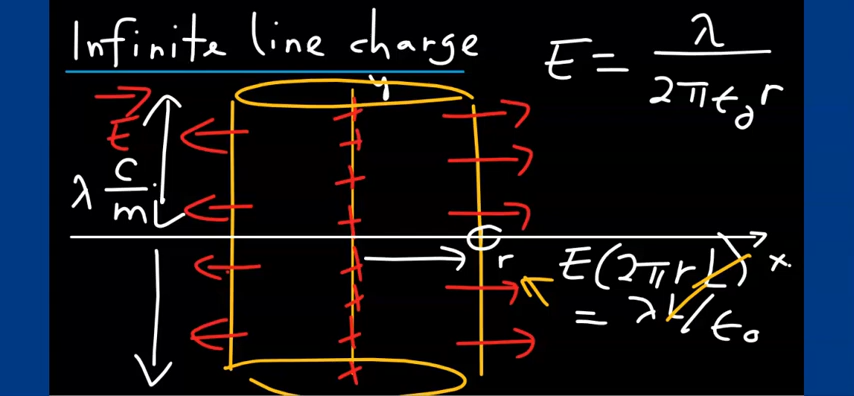 Infinite line charge
E = λ / 2πϵ₀r
y
E
λ C/m
r
x
E(2πrL)
= λL/ϵ₀